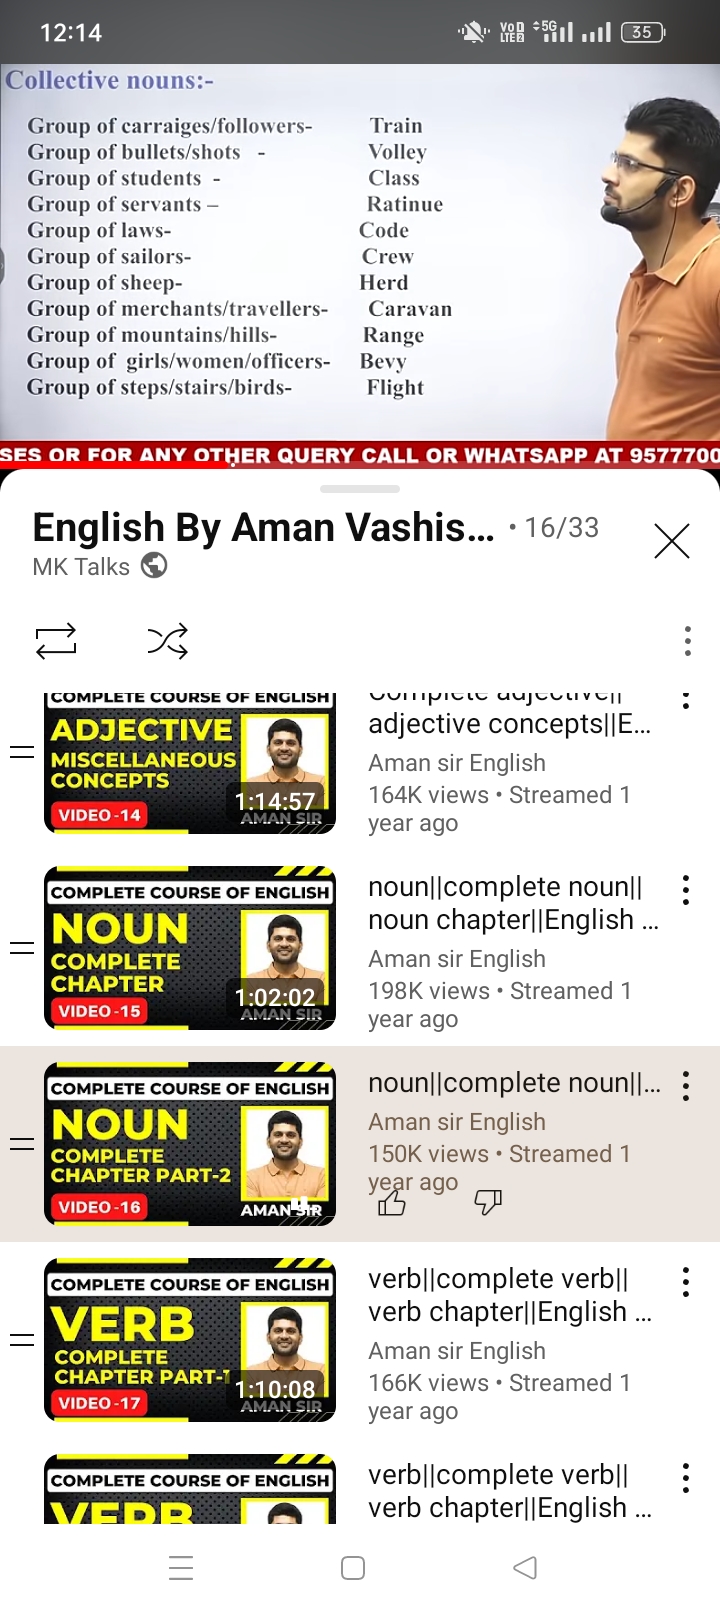 12:14
VoD LTE2 5G 35
Collective nouns:-
Group of carraiges/followers- Train
Group of bullets/shots - Volley
Group of students - Class
Group of servants – Ratinue
Group of laws- Code
Group of sailors- Crew
Group of sheep- Herd
Group of merchants/travellers- Caravan
Group of mountains/hills- Range
Group of girls/women/officers- Bevy
Group of steps/stairs/birds- Flight
SES OR FOR ANY OTHER QUERY CALL OR WHATSAPP AT 9577700
English By Aman Vashis... • 16/33
MK Talks
COMPLETE COURSE OF ENGLISH
ADJECTIVE
MISCELLANEOUS
CONCEPTS
VIDEO -14
1:14:57
AMAN SIR
Complete adjective||
adjective concepts||E...
Aman sir English
164K views • Streamed 1
year ago
COMPLETE COURSE OF ENGLISH
NOUN
COMPLETE
CHAPTER
VIDEO -15
1:02:02
AMAN SIR
noun||complete noun||
noun chapter||English ...
Aman sir English
198K views • Streamed 1
year ago
COMPLETE COURSE OF ENGLISH
NOUN
COMPLETE
CHAPTER PART-2
VIDEO -16
AMAN SIR
noun||complete noun||...
Aman sir English
150K views • Streamed 1
year ago
COMPLETE COURSE OF ENGLISH
VERB
COMPLETE
CHAPTER PART-1
VIDEO -17
1:10:08
AMAN SIR
verb||complete verb||
verb chapter||English ...
Aman sir English
166K views • Streamed 1
year ago
COMPLETE COURSE OF ENGLISH
VERB
verb||complete verb||
verb chapter||English ...